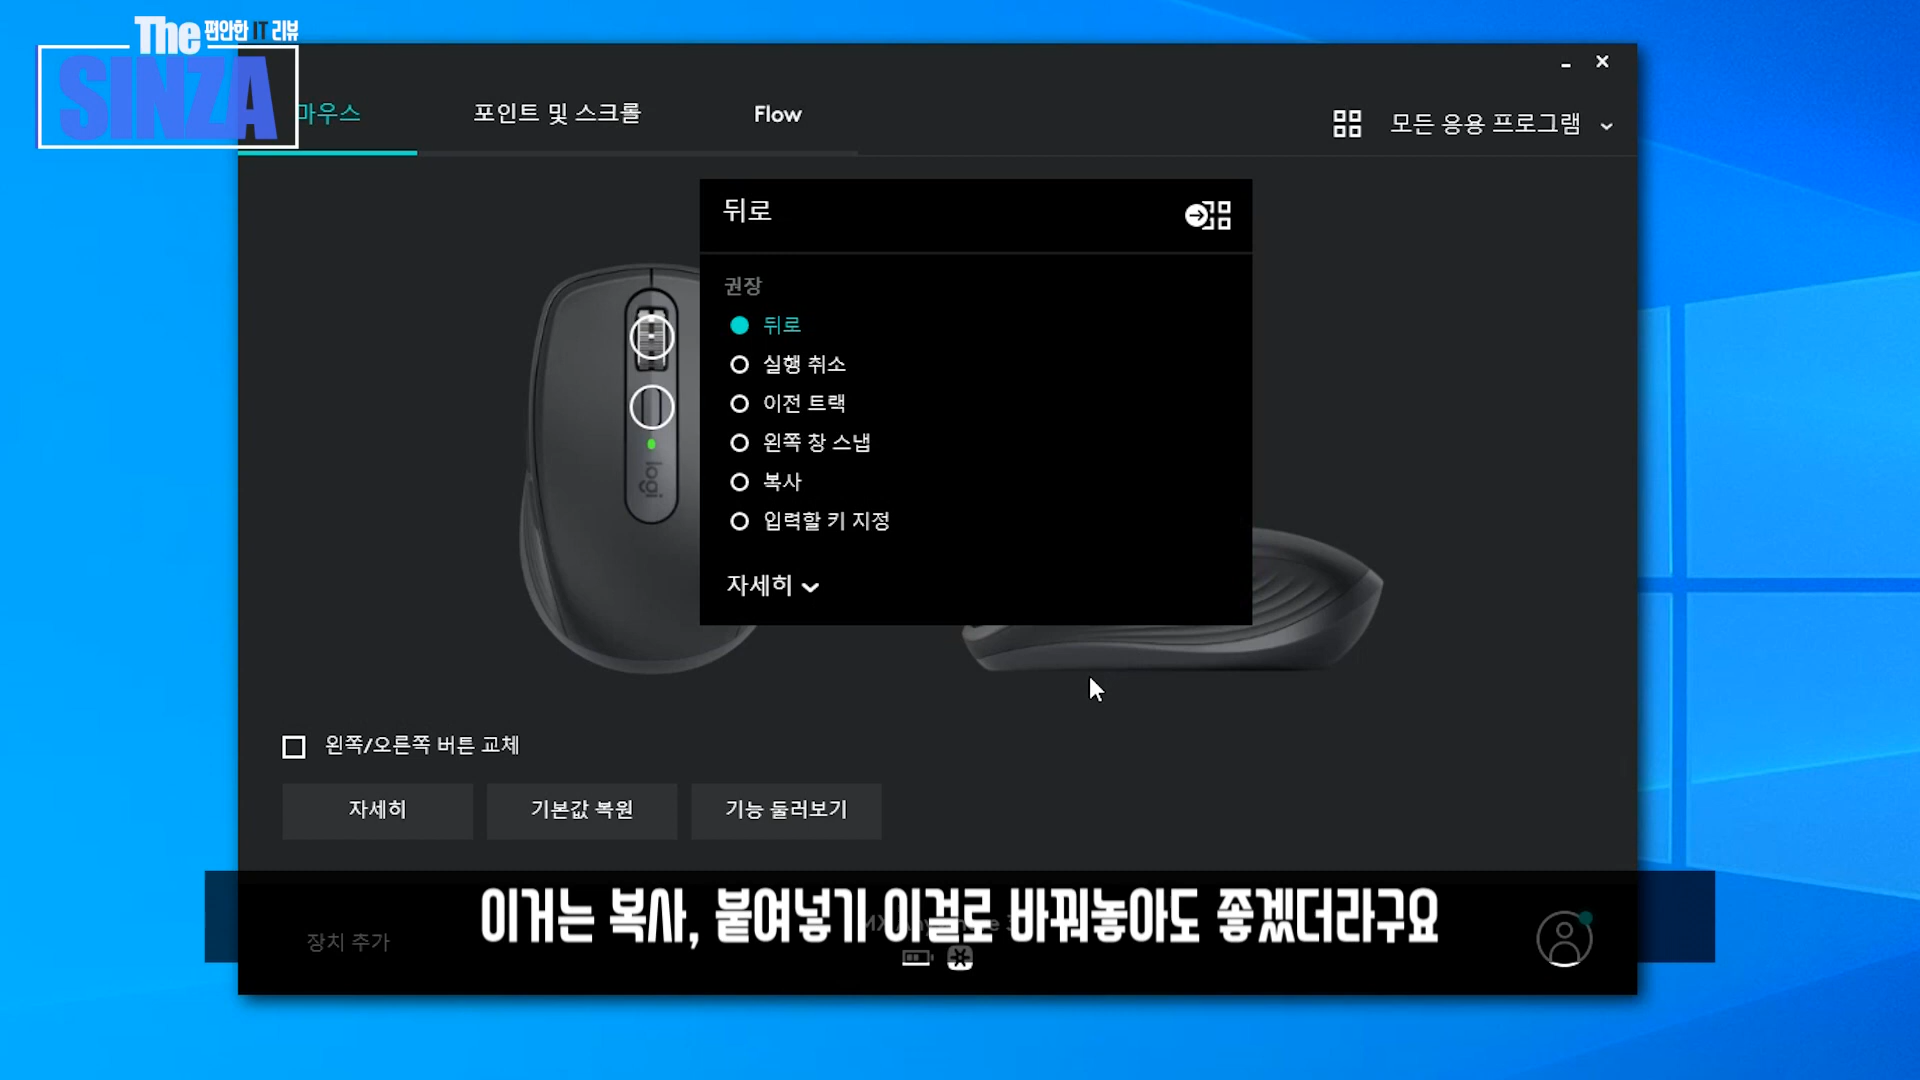 The 편안한 IT 리뷰
SINZA
마우스
포인트 및 스크롤
Flow
모든 응용 프로그램
뒤로
권장
뒤로
실행 취소
이전 트랙
왼쪽 창 스냅
복사
입력할 키 지정
자세히
logi
왼쪽/오른쪽 버튼 교체
자세히
기본값 복원
기능 둘러보기
이거는 복사, 붙여넣기 이걸로 바꿔놓아도 좋겠더라구요
장치 추가